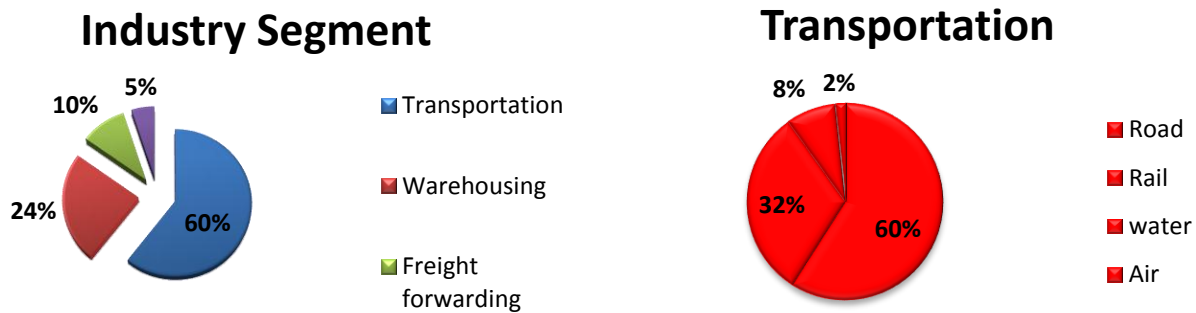 Industry Segment
5%
10%
24%
60%
Transportation
Warehousing
Freight
forwarding
Transportation
8%
2%
32%
60%
Road
Rail
water
Air